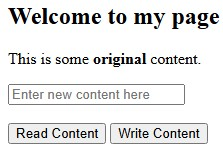 Welcome to my page
This is some original content.
Enter new content here
Read Content Write Content